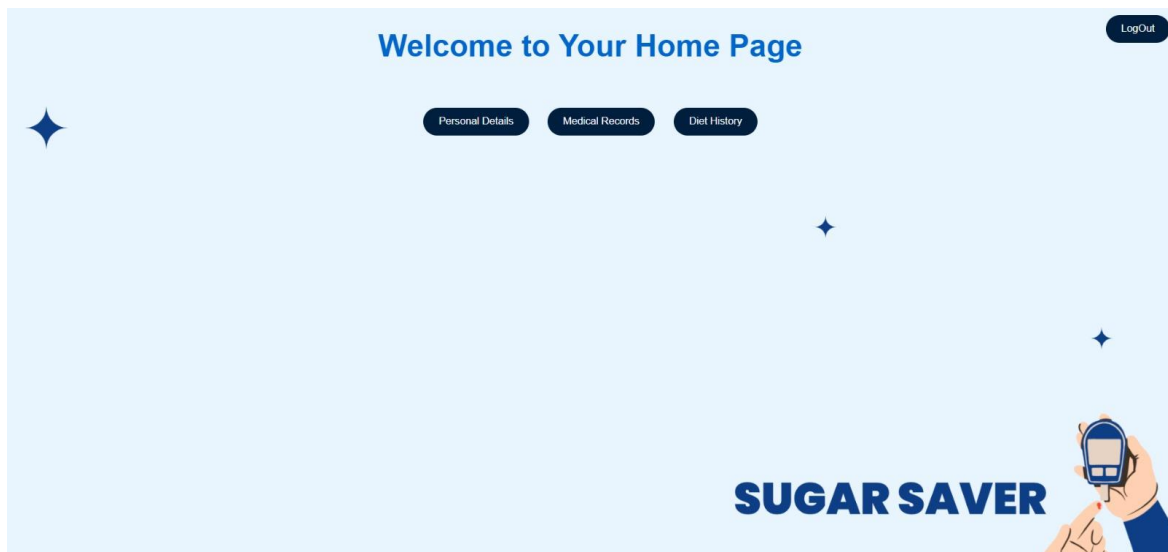 LogOut
Welcome to Your Home Page
Personal Details Medical Records Diet History
SUGAR SAVER